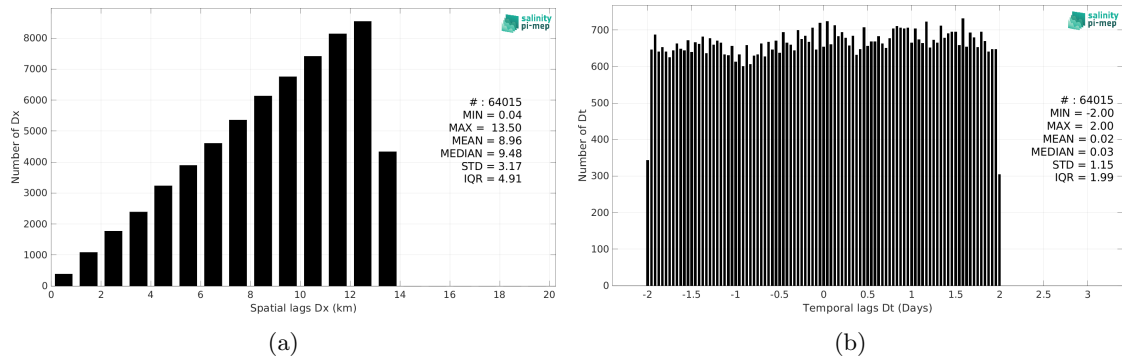 salinity
pi-mep
8000
7000
6000
5000
4000
3000
2000
1000
0
Number of Dx
# : 64015
MIN = 0.04
MAX = 13.50
MEAN = 8.96
MEDIAN = 9.48
STD = 3.17
IQR = 4.91
0 2 4 6 8 10 12 14 16 18 20
Spatial lags Dx (km)
(a)
salinity
pi-mep
700
600
500
400
300
200
100
0
Number of Dt
# : 64015
MIN = -2.00
MAX = 2.00
MEAN = 0.02
MEDIAN = 0.03
STD = 1.15
IQR = 1.99
-2 -1.5 -1 -0.5 0 0.5 1 1.5 2 2.5 3
Temporal lags Dt (Days)
(b)